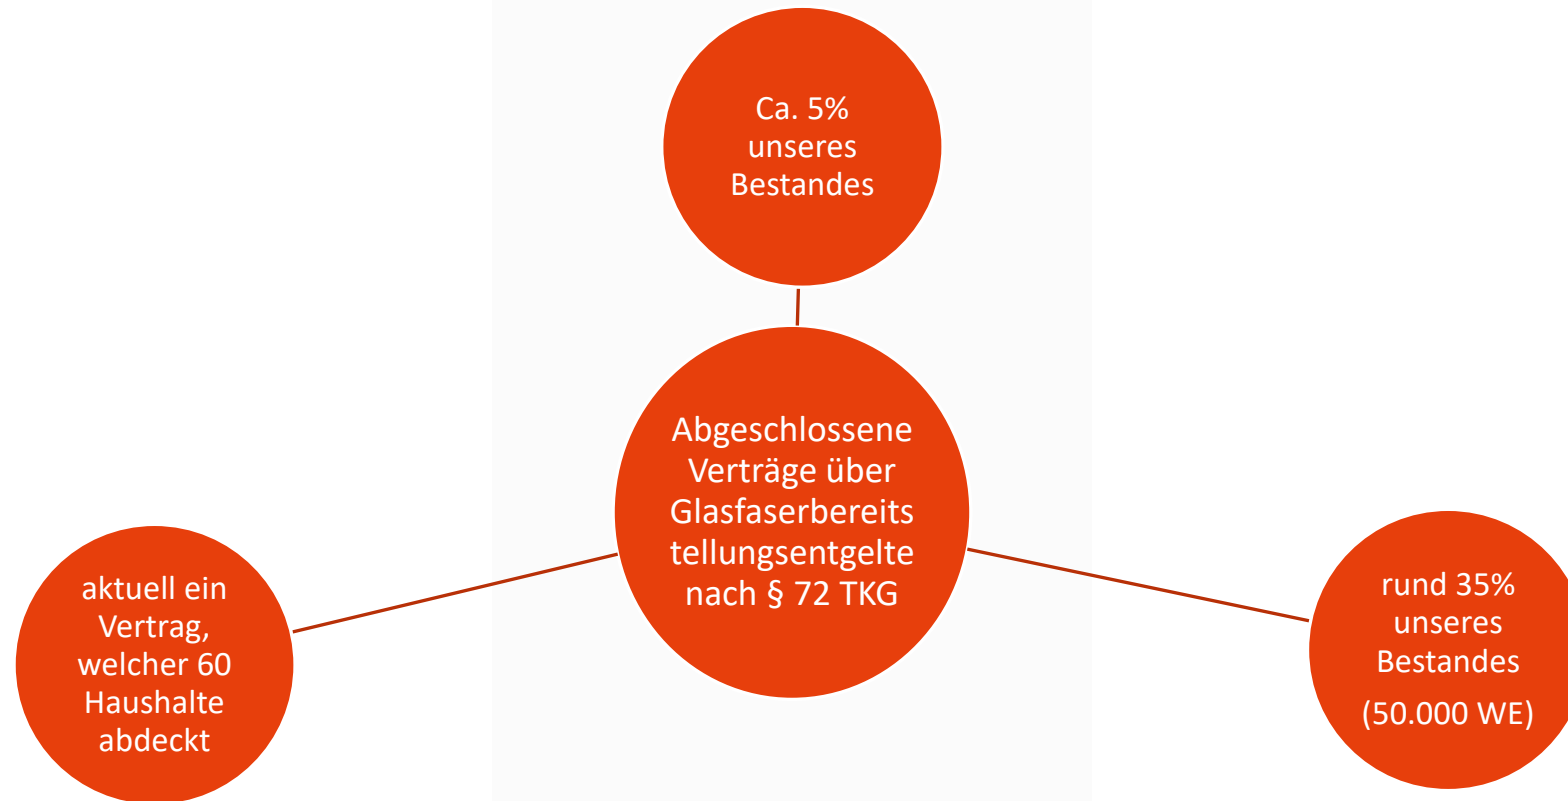 Ca. 5%
unseres
Bestandes
Abgeschlossene
Verträge über
Glasfaserbereits
tellungsentgelte
nach § 72 TKG
aktuell ein
Vertrag,
welcher 60
Haushalte
abdeckt
rund 35%
unseres
Bestandes
(50.000 WE)